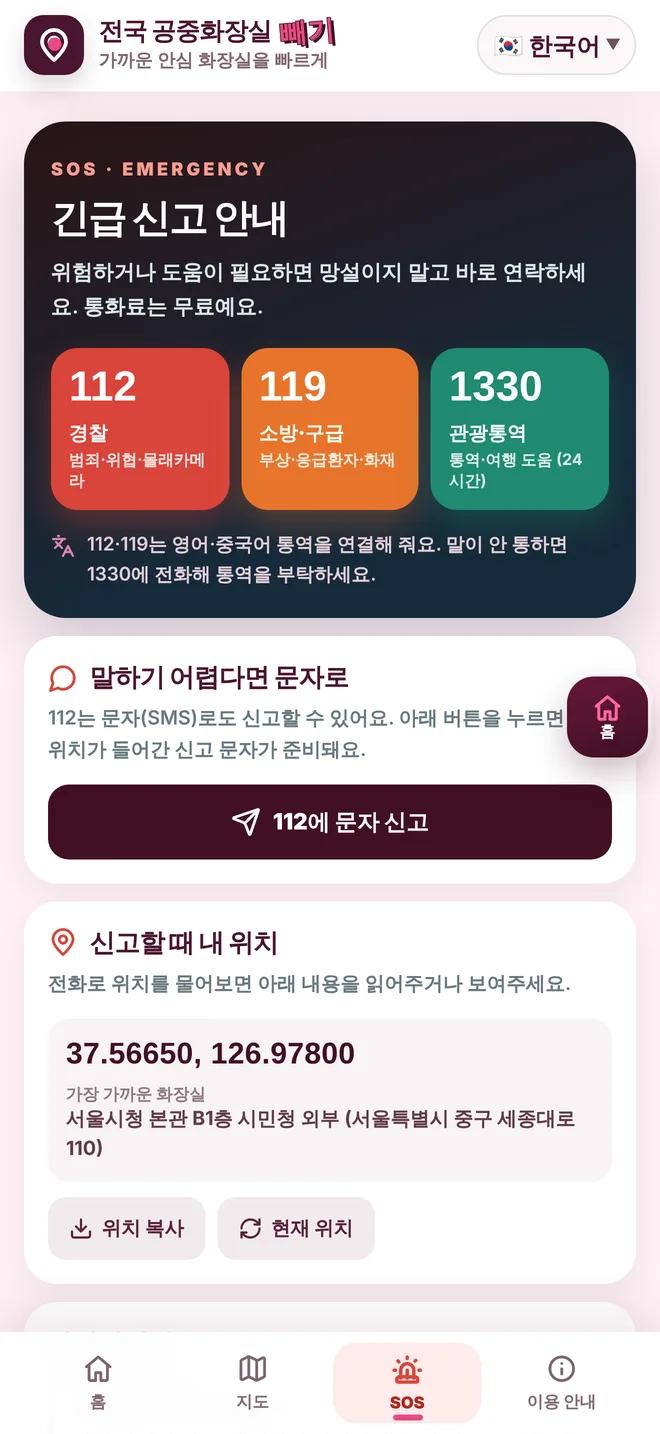 전국 공중화장실 빼기
가까운 안심 화장실을 빠르게
🇰🇷 한국어 ▼
SOS · EMERGENCY
긴급 신고 안내
위험하거나 도움이 필요하면 망설이지 말고 바로 연락하세
요. 통화료는 무료예요.
112
경찰
범죄·위협·몰래카메
라
119
소방·구급
부상·응급환자·화재
1330
관광통역
통역·여행 도움 (24
시간)
112·119는 영어·중국어 통역을 연결해 줘요. 말이 안 통하면
1330에 전화해 통역을 부탁하세요.
말하기 어렵다면 문자로
112는 문자(SMS)로도 신고할 수 있어요. 아래 버튼을 누르면
위치가 들어간 신고 문자가 준비돼요.
홈
112에 문자 신고
신고할 때 내 위치
전화로 위치를 물어보면 아래 내용을 읽어주거나 보여주세요.
37.56650, 126.97800
가장 가까운 화장실
서울시청 본관 B1층 시민청 외부 (서울특별시 중구 세종대로
110)
위치 복사
현재 위치
홈
지도
SOS
이용 안내